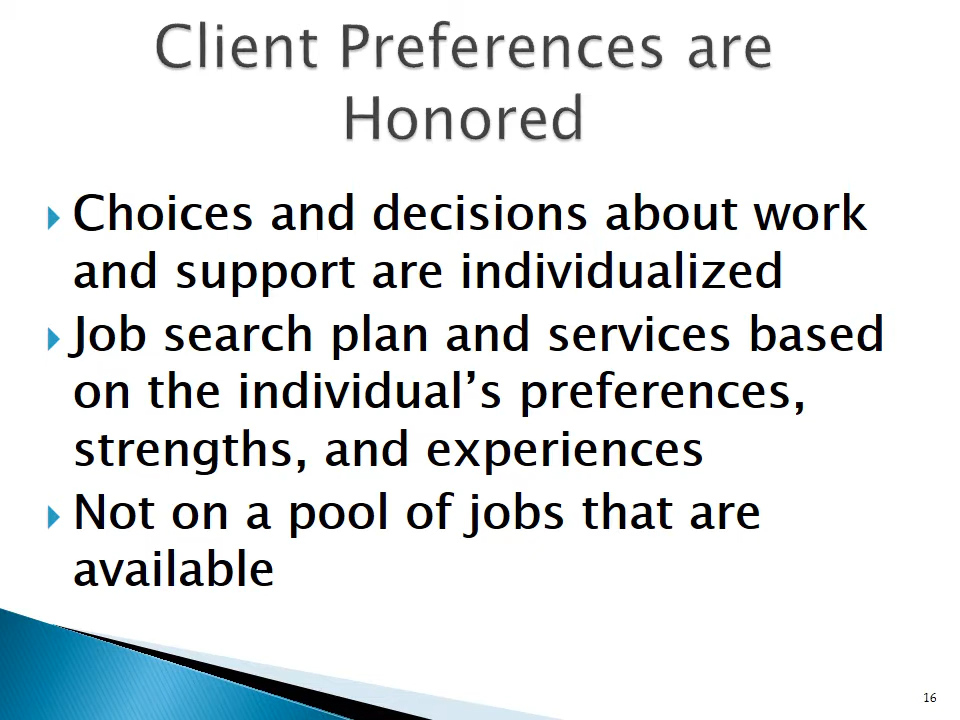 Client Preferences are
Honored
Choices and decisions about work
and support are individualized
Job search plan and services based
on the individual’s preferences,
strengths, and experiences
Not on a pool of jobs that are
available
16